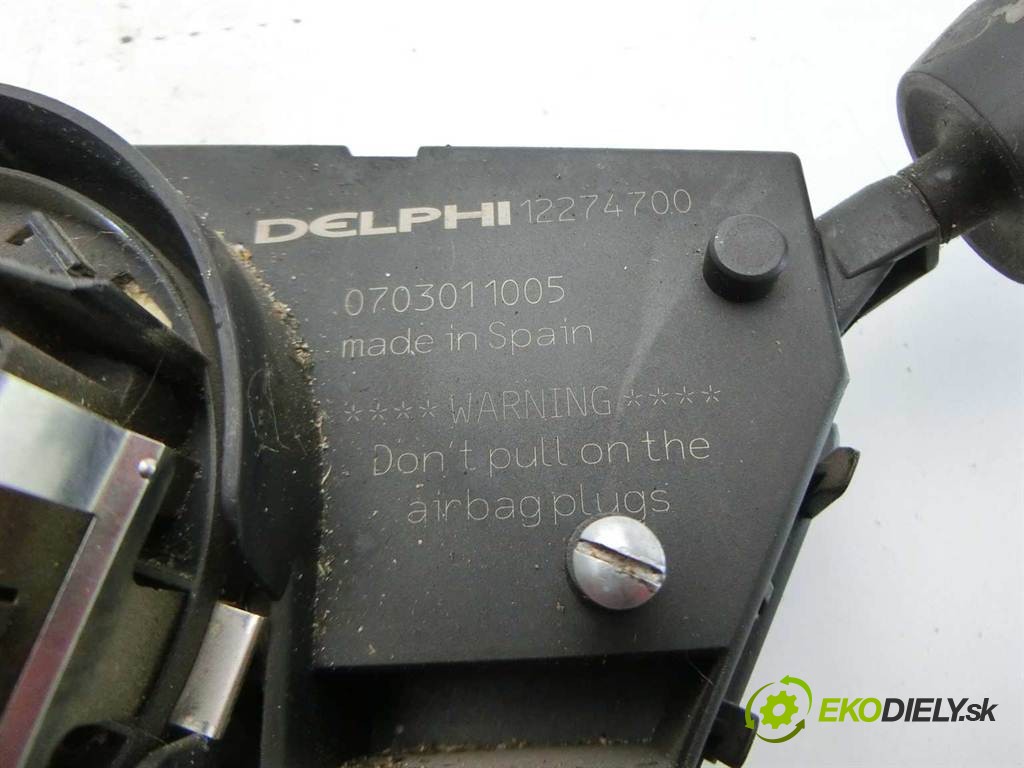 DELPHI 12274700
0703011005
made in Spain
**** WARNING ****
Don't pull on the
airbag plugs
EKODIELY.sk